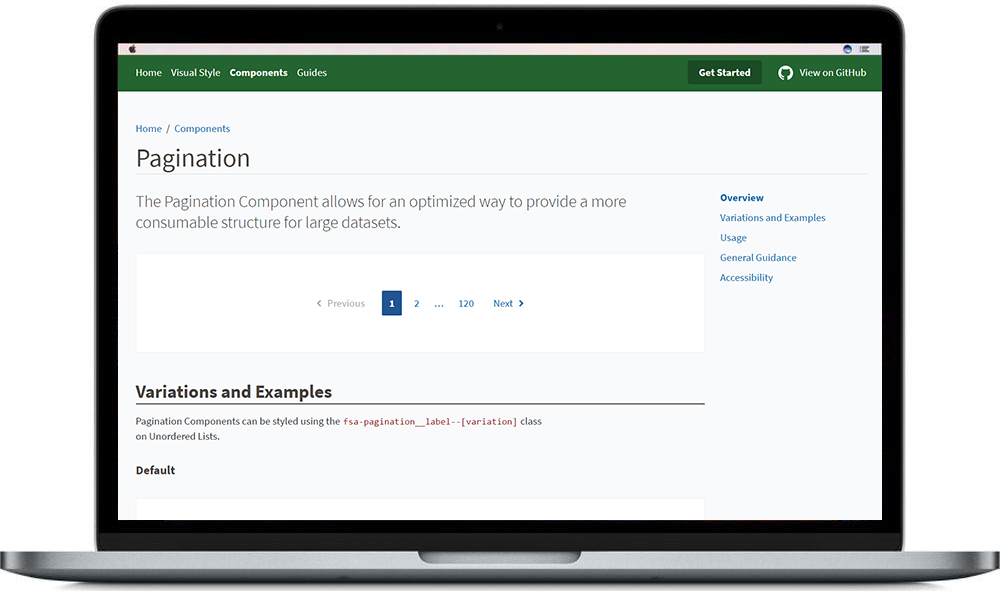 Home Visual Style Components Guides Get Started View on GitHub
Home / Components
Pagination
The Pagination Component allows for an optimized way to provide a more
consumable structure for large datasets.
Overview
Variations and Examples
Usage
General Guidance
Accessibility
Previous 1 2 ... 120 Next
Variations and Examples
Pagination Components can be styled using the fsa-pagination__label--[variation] class
on Unordered Lists.
Default